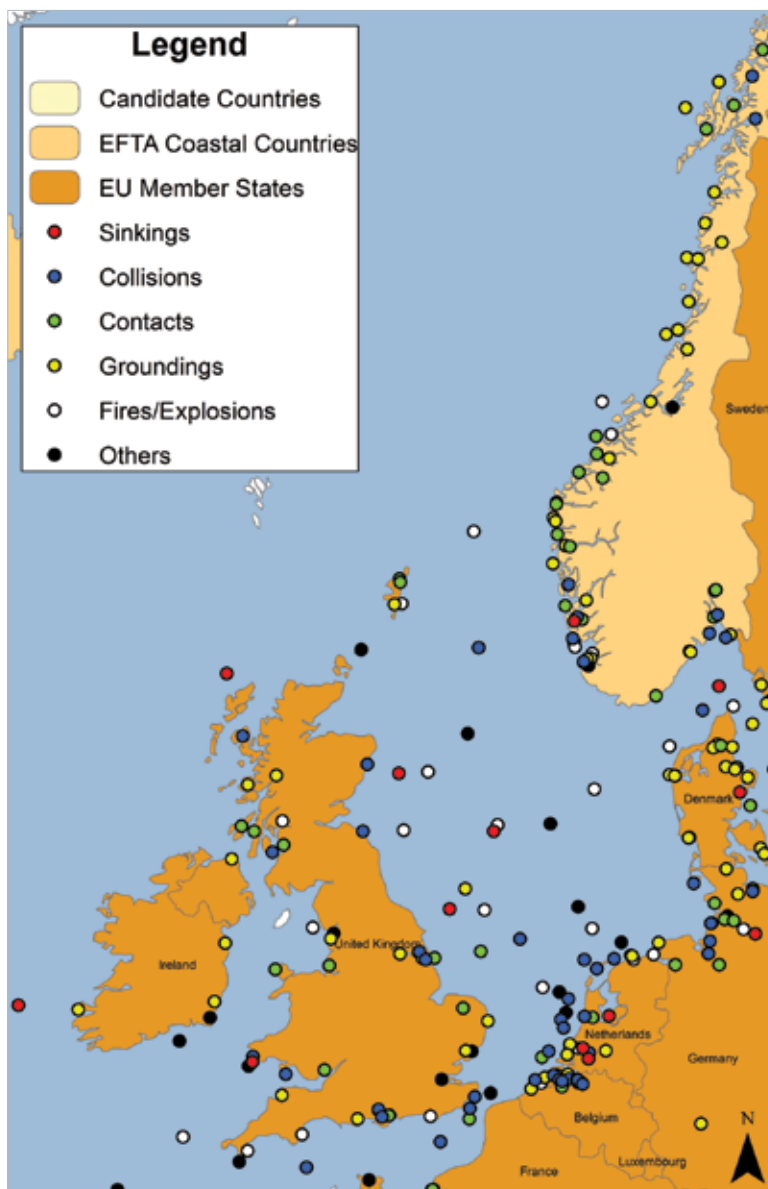 Legend
Candidate Countries
EFTA Coastal Countries
EU Member States
Sinkings
Collisions
Contacts
Groundings
Fires/Explosions
Others
Sweden
Denmark
United Kingdom
Ireland
Netherlands
Germany
Belgium
Luxembourg
France
N